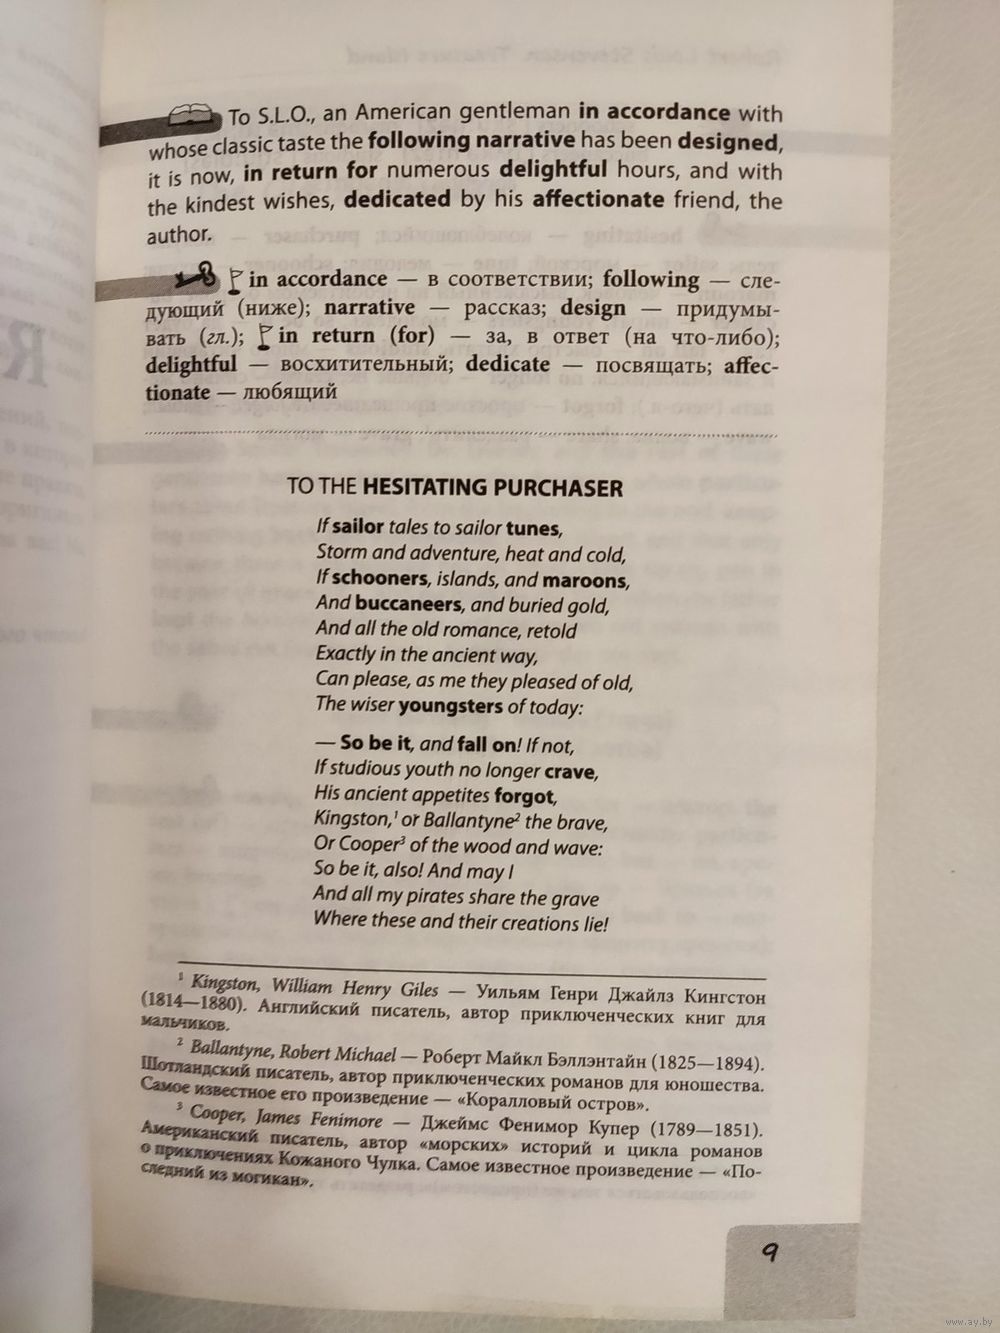 To S.L.O., an American gentleman in accordance with
whose classic taste the following narrative has been designed,
it is now, in return for numerous delightful hours, and with
the kindest wishes, dedicated by his affectionate friend, the
author.
in accordance — в соответствии; following — сле-
дующий (ниже); narrative — рассказ; design — придумы-
вать (гл.); in return (for) — за, в ответ (на что-либо);
delightful — восхитительный; dedicate — посвящать; affec-
tionate — любящий
TO THE HESITATING PURCHASER
If sailor tales to sailor tunes,
Storm and adventure, heat and cold,
If schooners, islands, and maroons,
And buccaneers, and buried gold,
And all the old romance, retold
Exactly in the ancient way,
Can please, as me they pleased of old,
The wiser youngsters of today:
— So be it, and fall on! If not,
If studious youth no longer crave,
His ancient appetites forgot,
Kingston,¹ or Ballantyne² the brave,
Or Cooper³ of the wood and wave:
So be it, also! And may I
And all my pirates share the grave
Where these and their creations lie!
¹ Kingston, William Henry Giles — Уильям Генри Джайлз Кингстон
(1814—1880). Английский писатель, автор приключенческих книг для
мальчиков.
² Ballantyne, Robert Michael — Роберт Майкл Бэллэнтайн (1825—1894).
Шотландский писатель, автор приключенческих романов для юношества.
Самое известное его произведение — «Коралловый остров».
³ Cooper, James Fenimore — Джеймс Фенимор Купер (1789—1851).
Американский писатель, автор «морских» историй и цикла романов
о приключениях Кожаного Чулка. Самое известное произведение — «По-
следний из могикан».
9
www.ay.by